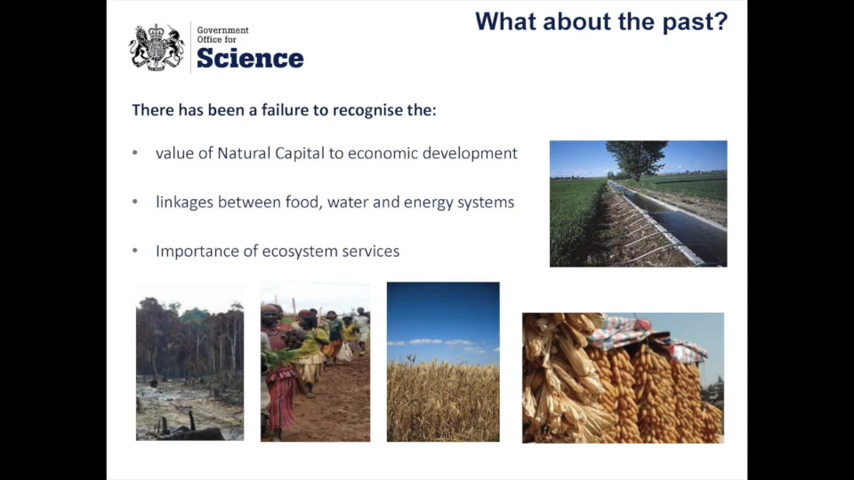 What about the past?
Government
Office for
Science
There has been a failure to recognise the:
• value of Natural Capital to economic development
• linkages between food, water and energy systems
• Importance of ecosystem services